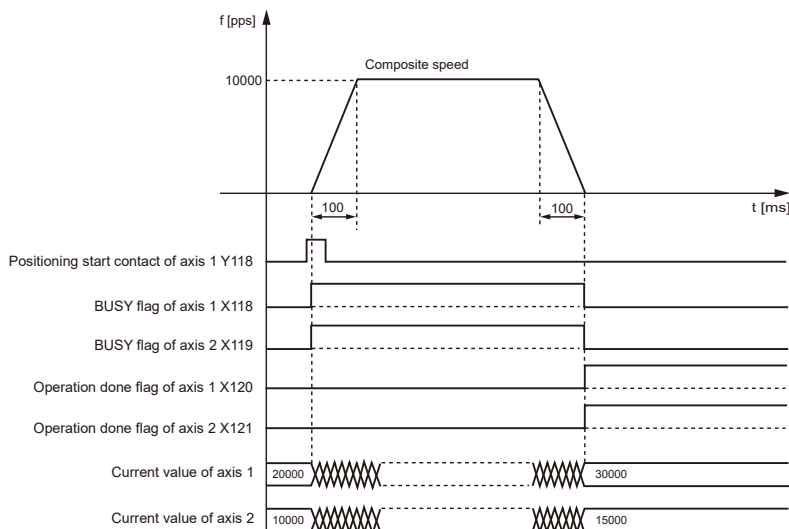 f [pps]
Composite speed
10000
t [ms]
100
100
Positioning start contact of axis 1 Y118
BUSY flag of axis 1 X118
BUSY flag of axis 2 X119
Operation done flag of axis 1 X120
Operation done flag of axis 2 X121
Current value of axis 1
20000
30000
Current value of axis 2
10000
15000